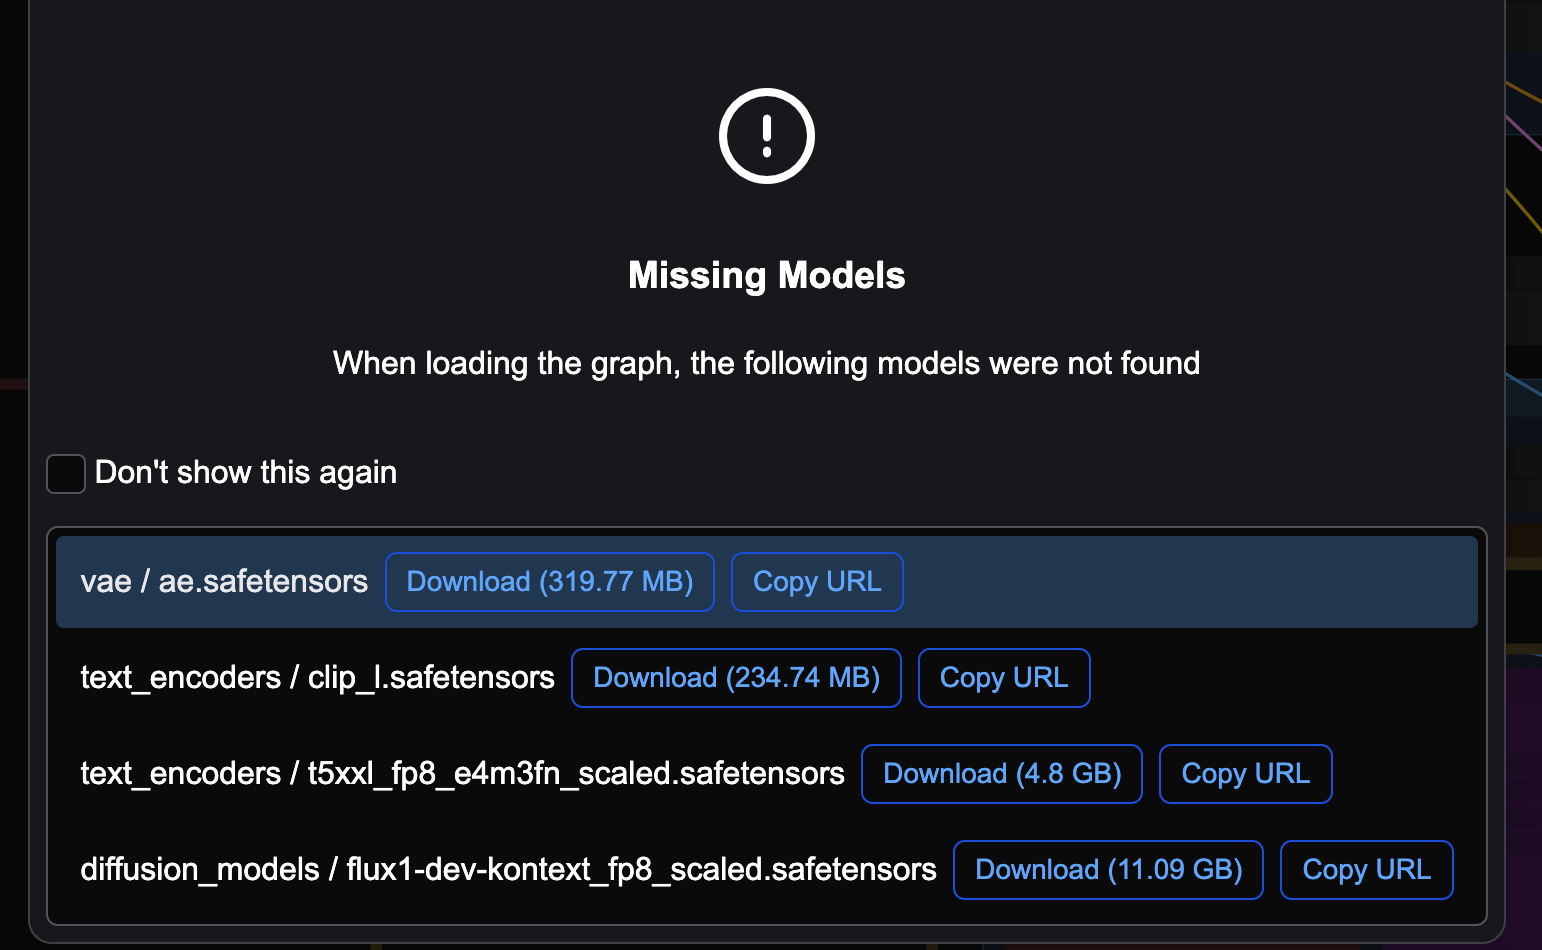 Missing Models
When loading the graph, the following models were not found
Don't show this again
vae / ae.safetensors Download (319.77 MB) Copy URL
text_encoders / clip_l.safetensors Download (234.74 MB) Copy URL
text_encoders / t5xxl_fp8_e4m3fn_scaled.safetensors Download (4.8 GB) Copy URL
diffusion_models / flux1-dev-kontext_fp8_scaled.safetensors Download (11.09 GB) Copy URL